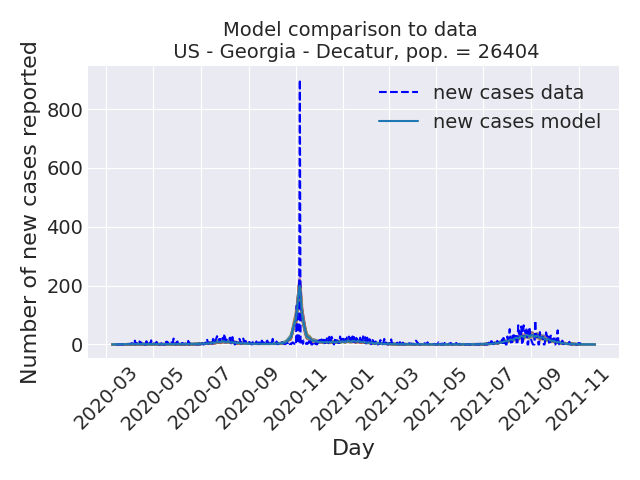 Model comparison to data
US - Georgia - Decatur, pop. = 26404
Number of new cases reported
800
600
400
200
0
new cases data
new cases model
2020-03
2020-05
2020-07
2020-09
2020-11
2021-01
2021-03
2021-05
2021-07
2021-09
2021-11
Day